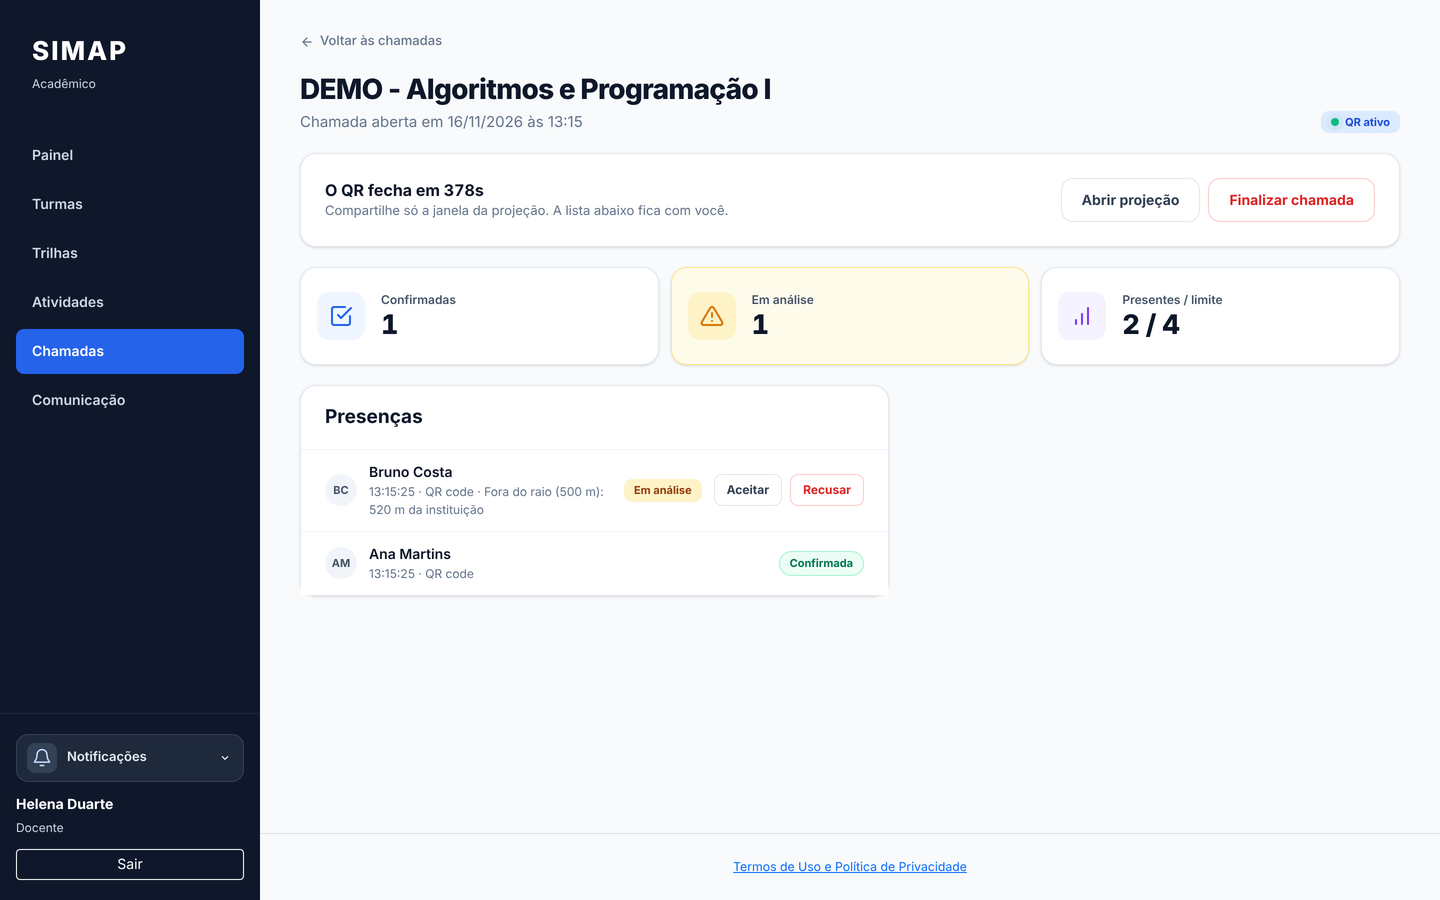 SIMAP
Acadêmico
Painel
Turmas
Trilhas
Atividades
Chamadas
Comunicação
Notificações
Helena Duarte
Docente
Sair
Voltar às chamadas
DEMO - Algoritmos e Programação I
Chamada aberta em 16/11/2026 às 13:15
QR ativo
O QR fecha em 378s
Compartilhe só a janela da projeção. A lista abaixo fica com você.
Abrir projeção
Finalizar chamada
Confirmadas
1
Em análise
1
Presentes / limite
2 / 4
Presenças
BC
Bruno Costa
13:15:25 · QR code · Fora do raio (500 m):
520 m da instituição
Em análise
Aceitar
Recusar
AM
Ana Martins
13:15:25 · QR code
Confirmada
Termos de Uso e Política de Privacidade